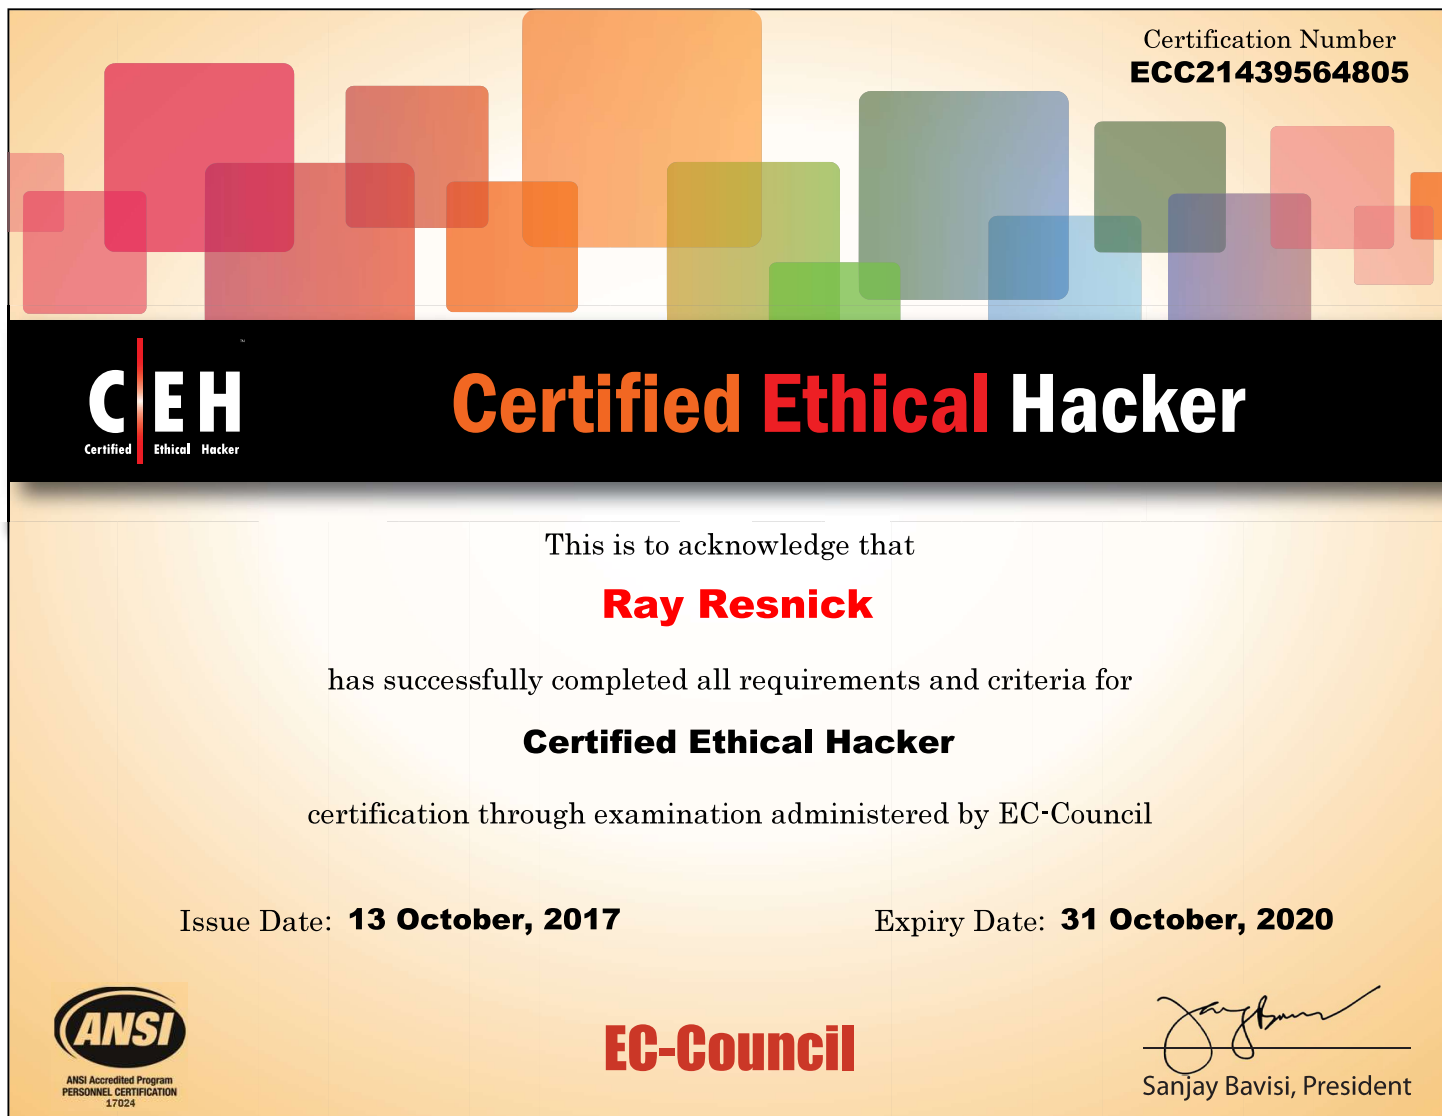 Certification Number
ECC21439564805
C EH
TM
Certified Ethical Hacker
Certified Ethical Hacker
This is to acknowledge that
Ray Resnick
has successfully completed all requirements and criteria for
Certified Ethical Hacker
certification through examination administered by EC-Council
Issue Date: 13 October, 2017 Expiry Date: 31 October, 2020
ANSI
ANSI Accredited Program
PERSONNEL CERTIFICATION
17024
EC-Council
Sanjay Bavisi, President